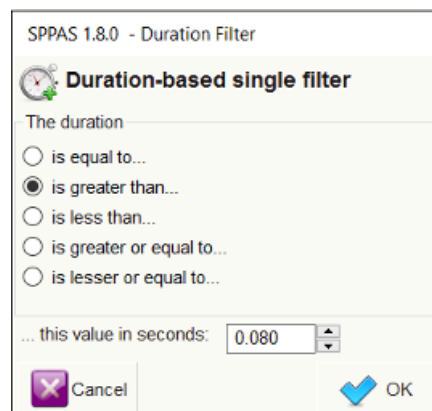 SPPAS 1.8.0 - Duration Filter
Duration-based single filter
The duration
is equal to...
is greater than...
is less than...
is greater or equal to...
is lesser or equal to...
... this value in seconds: 0.080
Cancel OK